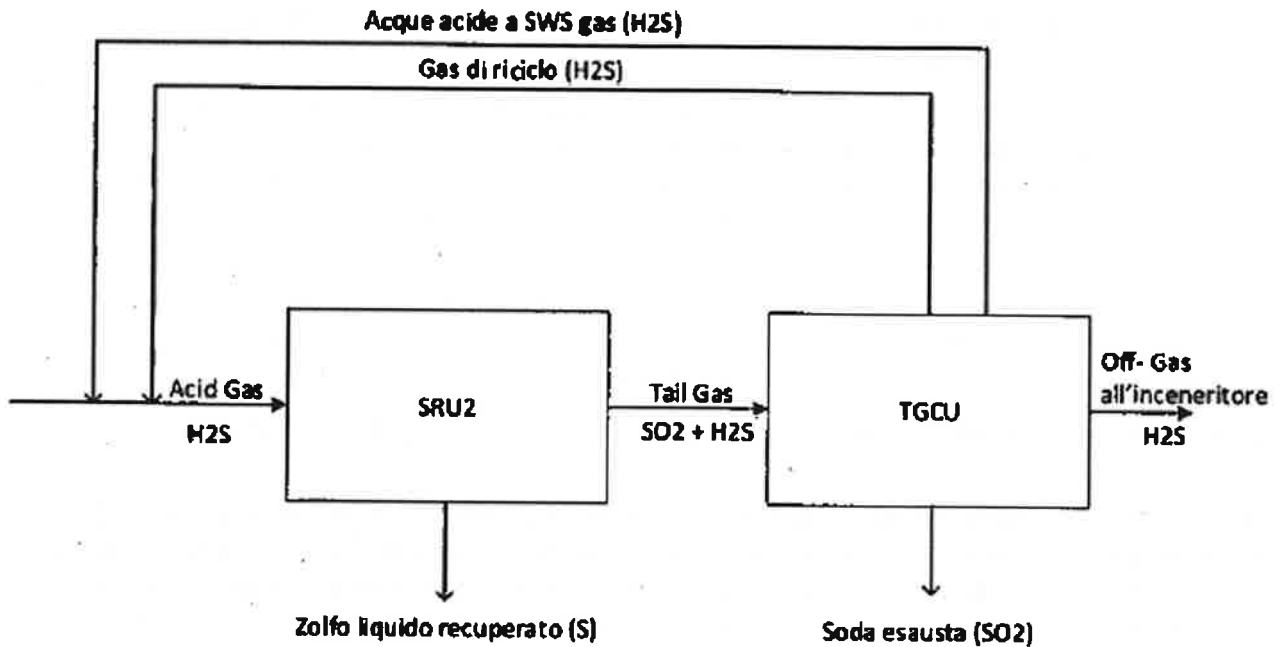 Acque acide a SWS gas (H2S)
Gas di riciclo (H2S)
Acid Gas
H2S
SRU2
Tail Gas
SO2 + H2S
TGCU
Off- Gas
all'inceneritore
H2S
Zolfo liquido recuperato (S)
Soda esausta (SO2)